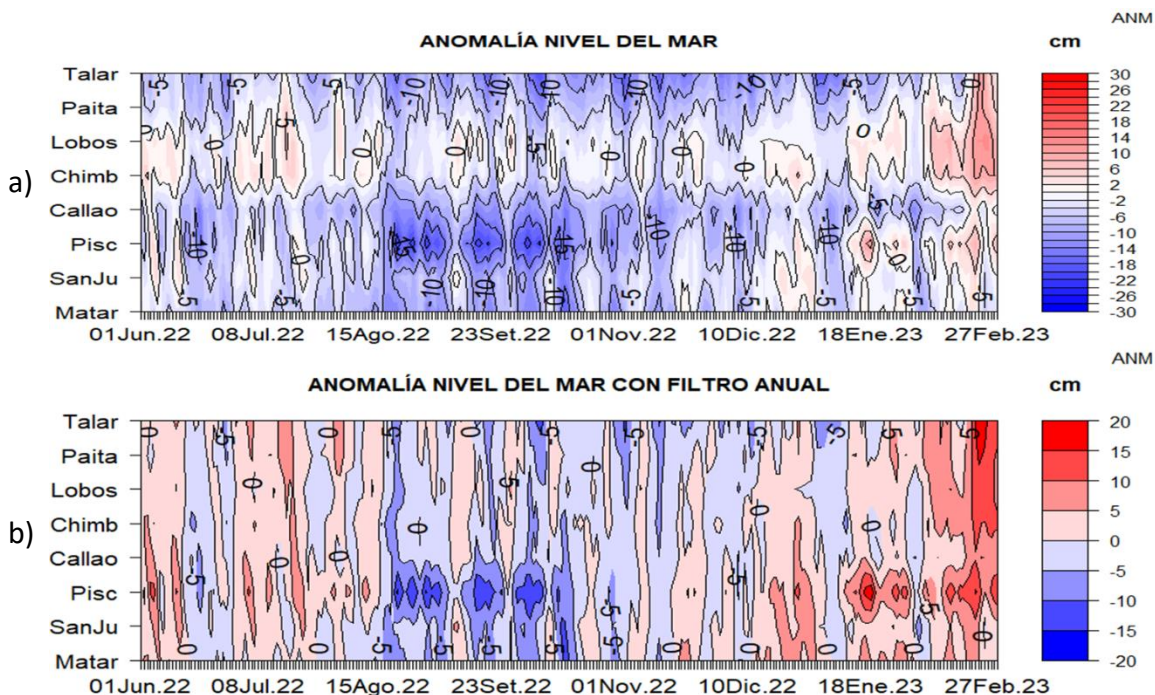 ANM
ANOMALÍA NIVEL DEL MAR
cm
a)
Talar
Paita
Lobos
Chimb
Callao
Pisc
SanJu
Matar
01Jun.22 08Jul.22 15Ago.22 23Set.22 01Nov.22 10Dic.22 18Ene.23 27Feb.23
30
26
22
18
14
10
6
2
-2
-6
-10
-14
-18
-22
-26
-30
ANM
ANOMALÍA NIVEL DEL MAR CON FILTRO ANUAL
cm
b)
Talar
Paita
Lobos
Chimb
Callao
Pisc
SanJu
Matar
01Jun.22 08Jul.22 15Ago.22 23Set.22 01Nov.22 10Dic.22 18Ene.23 27Feb.23
20
15
10
5
0
-5
-10
-15
-20